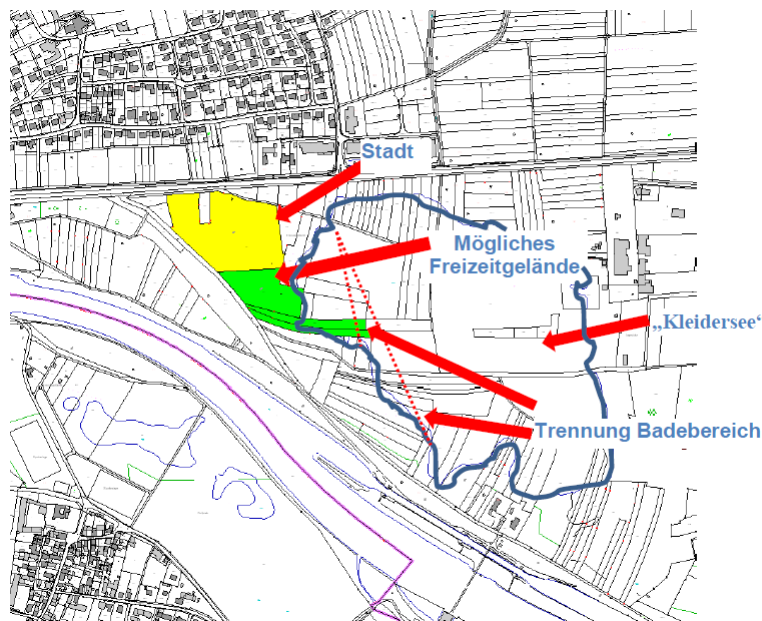 Stadt
Mögliches
Freizeitgelände
„Kleidersee‘
Trennung Badebereich